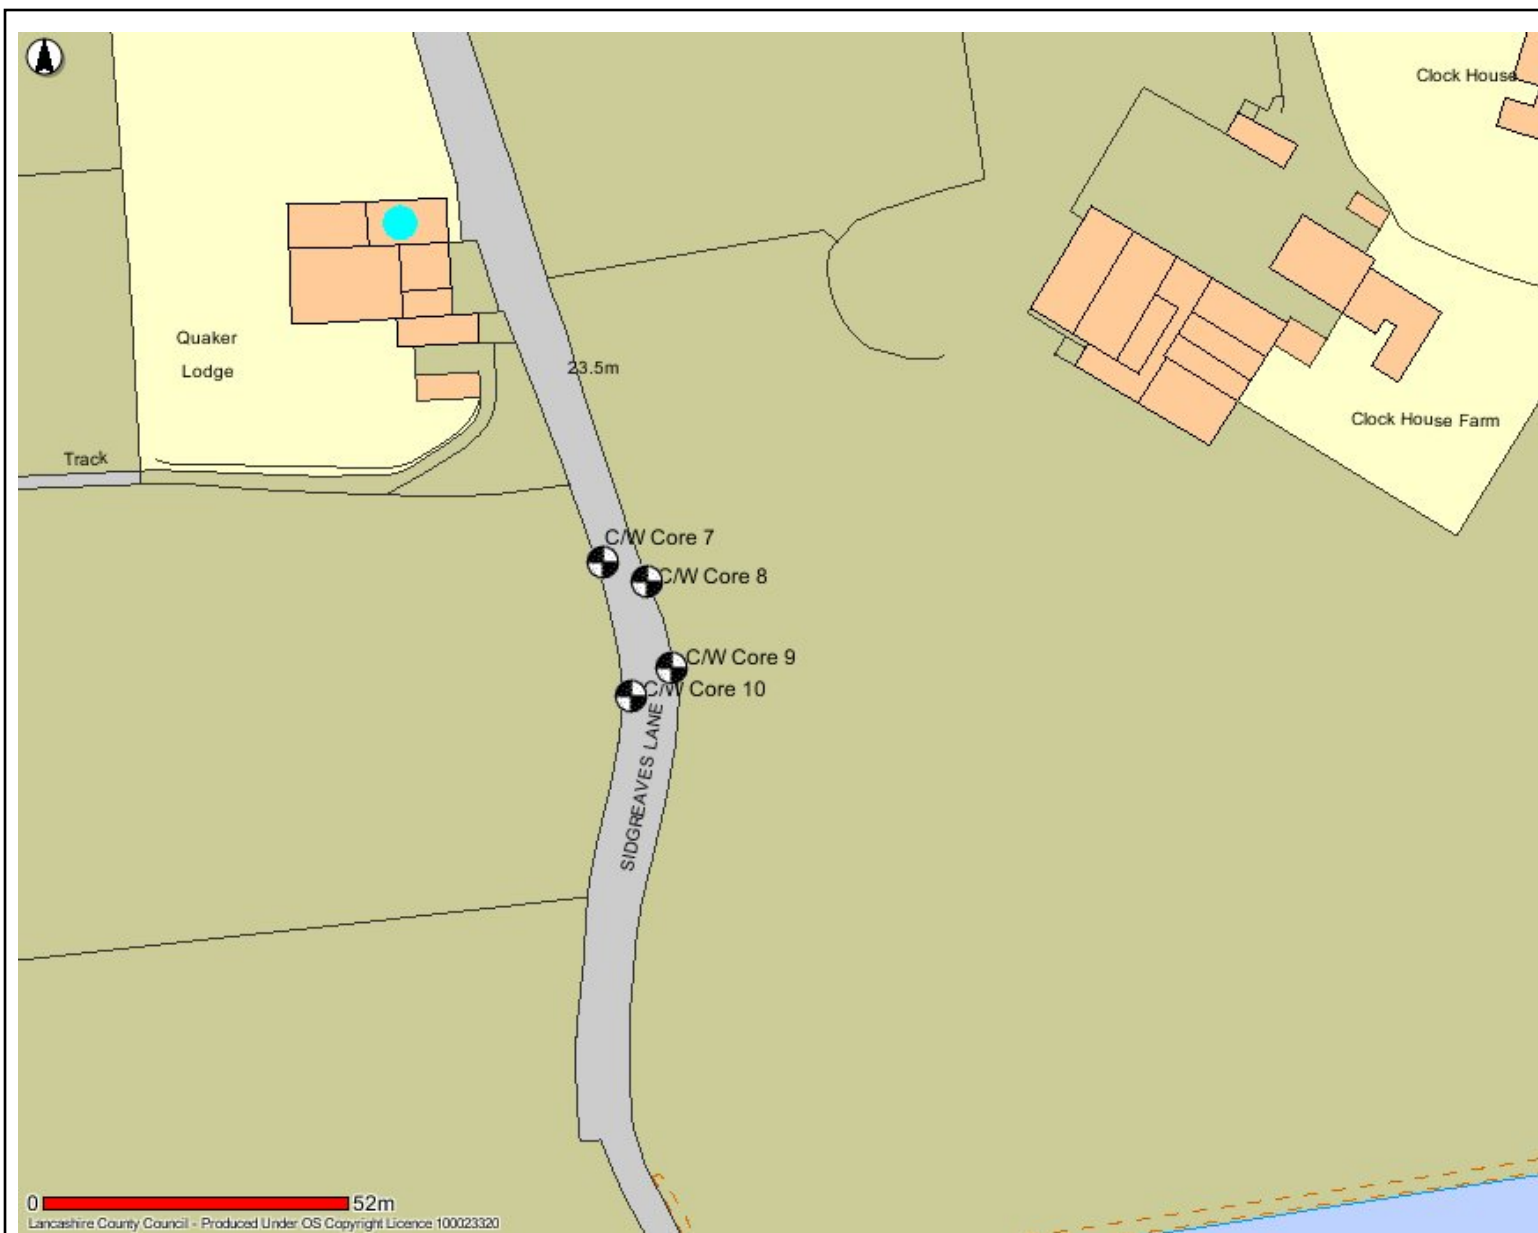 Clock House
Quaker
Lodge
23.5m
Clock House Farm
Track
C/W Core 7
C/W Core 8
C/W Core 9
C/W Core 10
SIDGREAVES LANE
0
52m
Lancashire County Council - Produced Under OS Copyright Licence 100023320